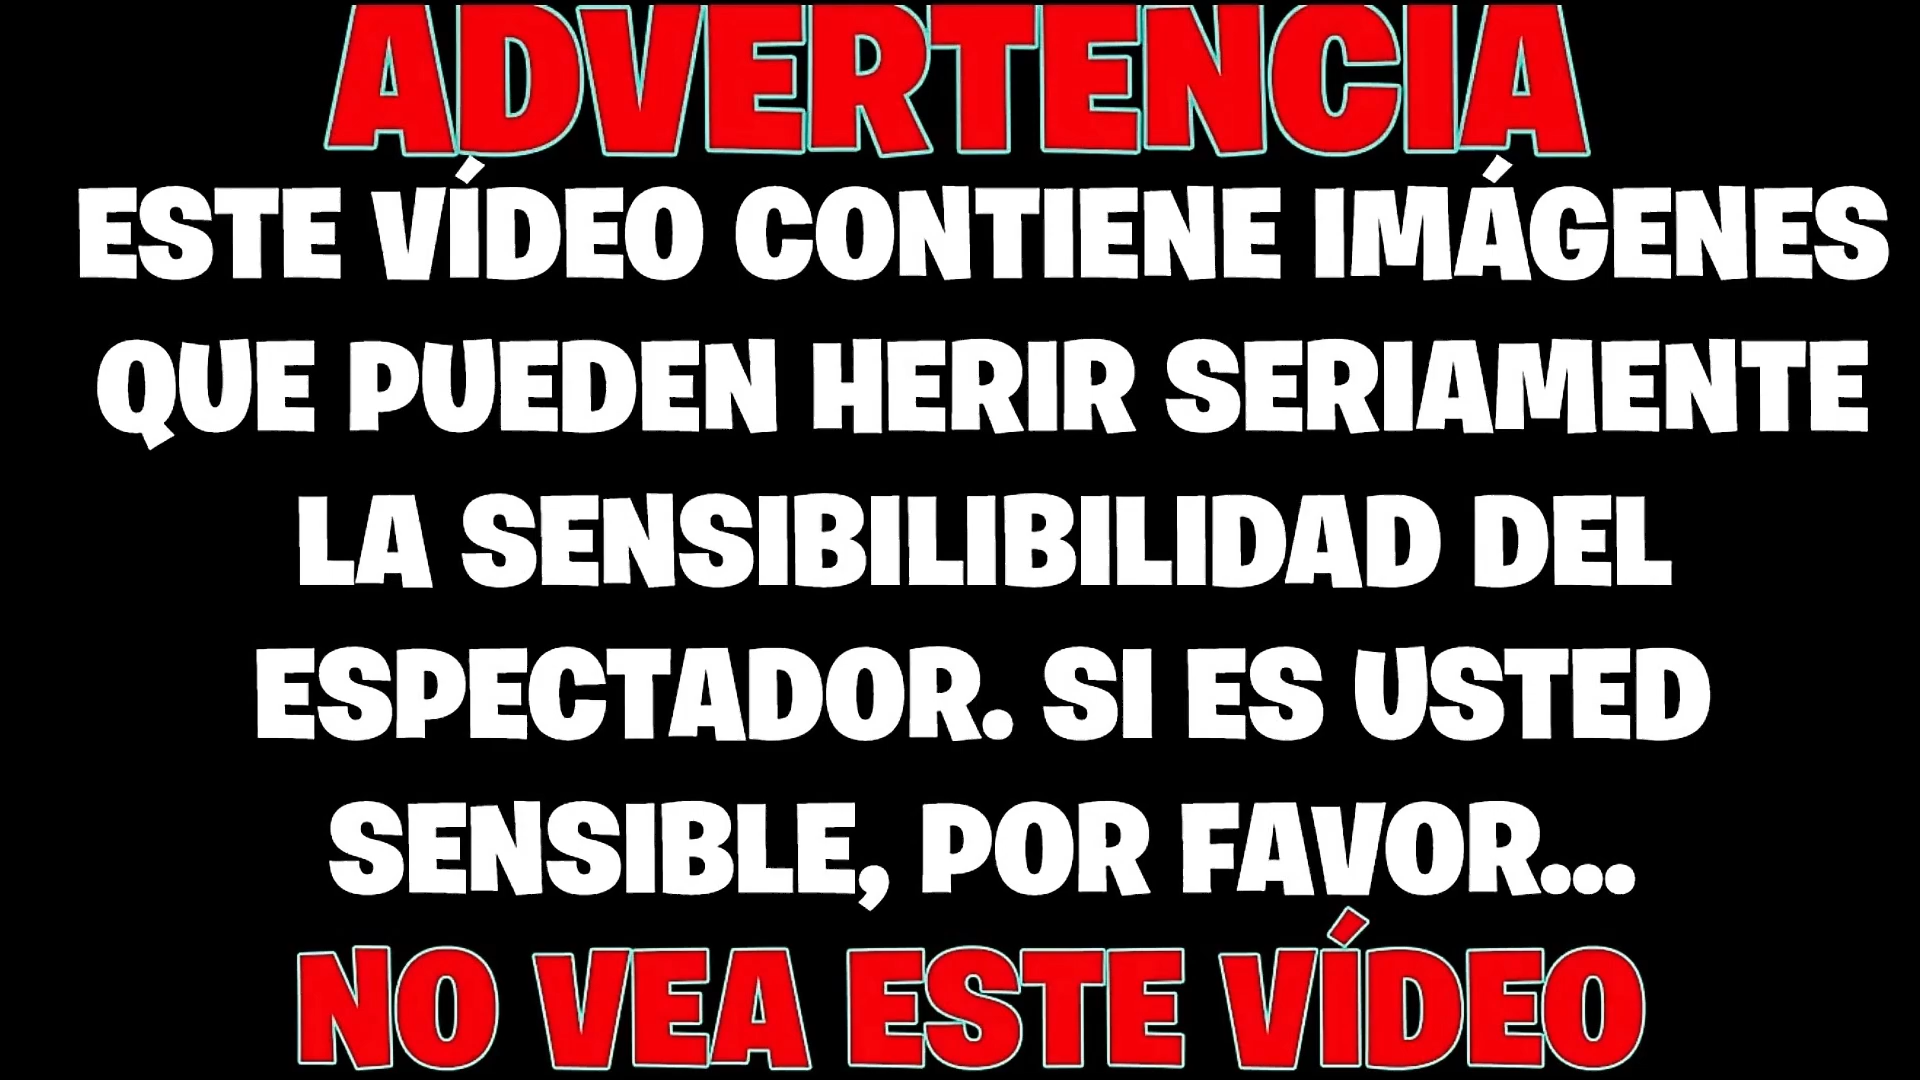 ADVERTENCIA
ESTE VÍDEO CONTIENE IMÁGENES
QUE PUEDEN HERIR SERIAMENTE
LA SENSIBILIBILIDAD DEL
ESPECTADOR. SI ES USTED
SENSIBLE, POR FAVOR...
NO VEA ESTE VÍDEO